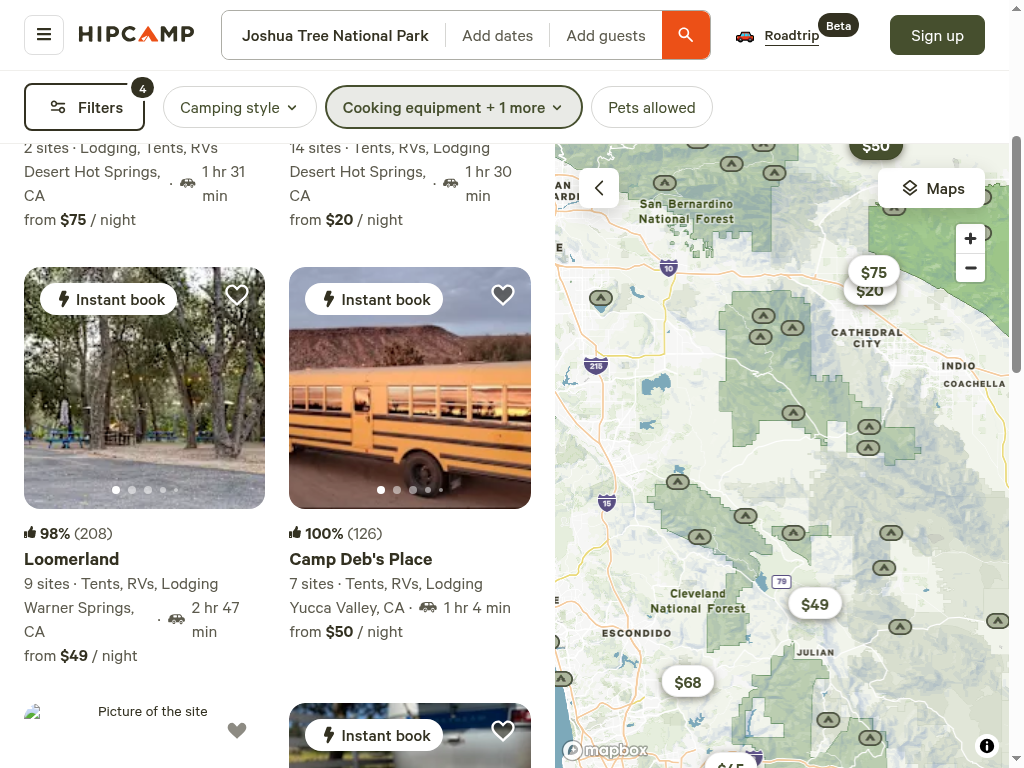 HIPCAMP
Joshua Tree National Park
Add dates
Add guests
Roadtrip
Beta
Sign up
Filters
4
Camping style
Cooking equipment + 1 more
Pets allowed
2 sites · Lodging, Tents, RVs
Desert Hot Springs, CA · 1 hr 31 min
from $75 / night
14 sites · Tents, RVs, Lodging
Desert Hot Springs, CA · 1 hr 30 min
from $20 / night
Instant book
98% (208)
Loomerland
9 sites · Tents, RVs, Lodging
Warner Springs, CA · 2 hr 47 min
from $49 / night
Instant book
100% (126)
Camp Deb's Place
7 sites · Tents, RVs, Lodging
Yucca Valley, CA · 1 hr 4 min
from $50 / night
Picture of the site
Instant book
$50
Maps
San Bernardino
National Forest
10
$75
$20
CATHEDRAL
CITY
215
INDIO
COACHELLA
15
79
Cleveland
National Forest
$49
ESCONDIDO
JULIAN
$68
$45
mapbox